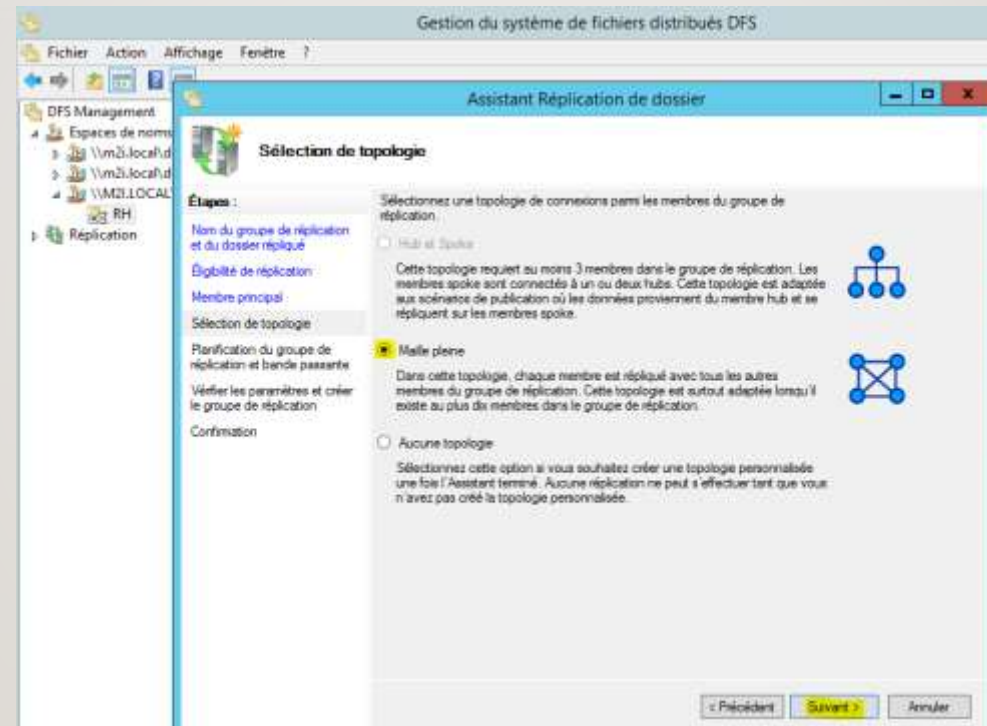 Gestion du système de fichiers distribués DFS
Fichier Action Affichage Fenêtre ?
DFS Management
Espaces de noms
\\m2i.local\d
\\m2i.local\d
\\M2I.LOCAL\
RH
Réplication
Assistant Réplication de dossier
Sélection de topologie
Étapes :
Nom du groupe de réplication
et du dossier répliqué
Éligibilité de réplication
Membre principal
Sélection de topologie
Planification du groupe de
réplication et bande passante
Vérifier les paramètres et créer
le groupe de réplication
Confirmation
Sélectionnez une topologie de connexions parmi les membres du groupe de
réplication.
Hub et Spoke
Cette topologie requiert au moins 3 membres dans le groupe de réplication. Les
membres spoke sont connectés à un ou deux hubs. Cette topologie est adaptée
aux scénarios de publication où les données proviennent du membre hub et se
répliquent sur les membres spoke.
Maille pleine
Dans cette topologie, chaque membre est répliqué avec tous les autres
membres du groupe de réplication. Cette topologie est surtout adaptée lorsqu'il
existe au plus dix membres dans le groupe de réplication.
Aucune topologie
Sélectionnez cette option si vous souhaitez créer une topologie personnalisée
une fois l'Assistant terminé. Aucune réplication ne peut s'effectuer tant que vous
n'avez pas créé la topologie personnalisée.
< Précédent Suivant > Annuler